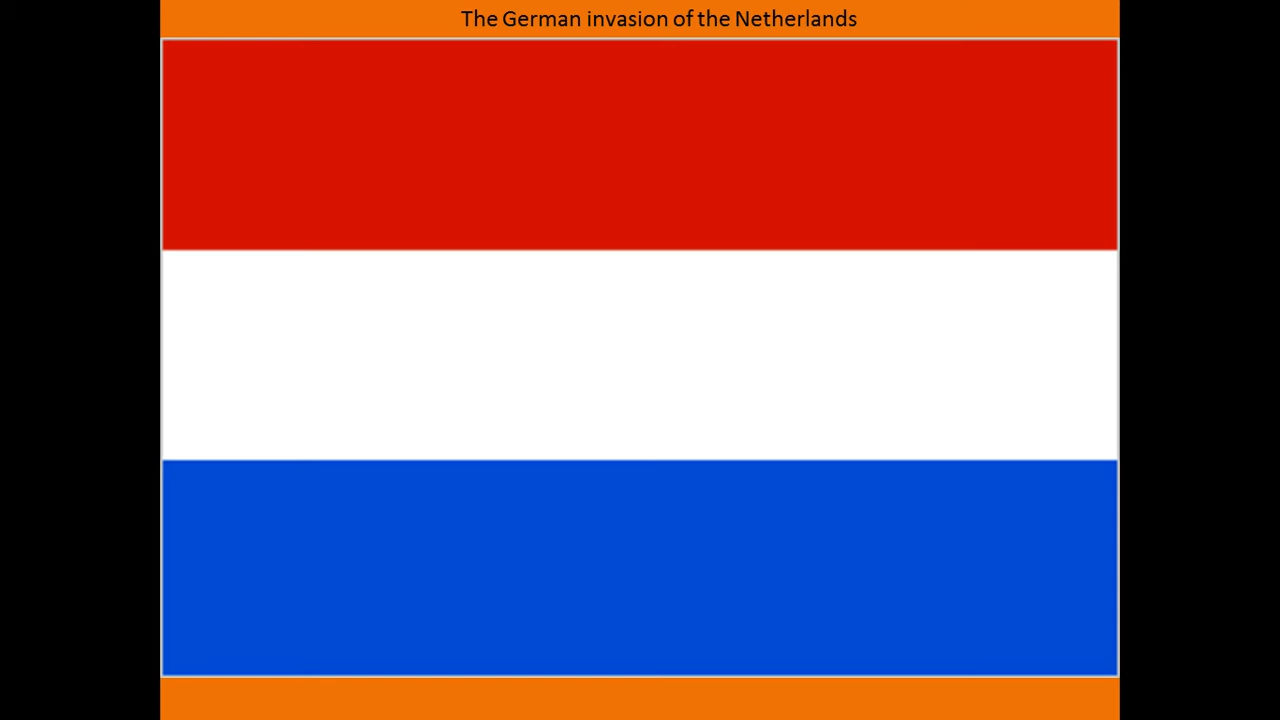 The German invasion of the Netherlands